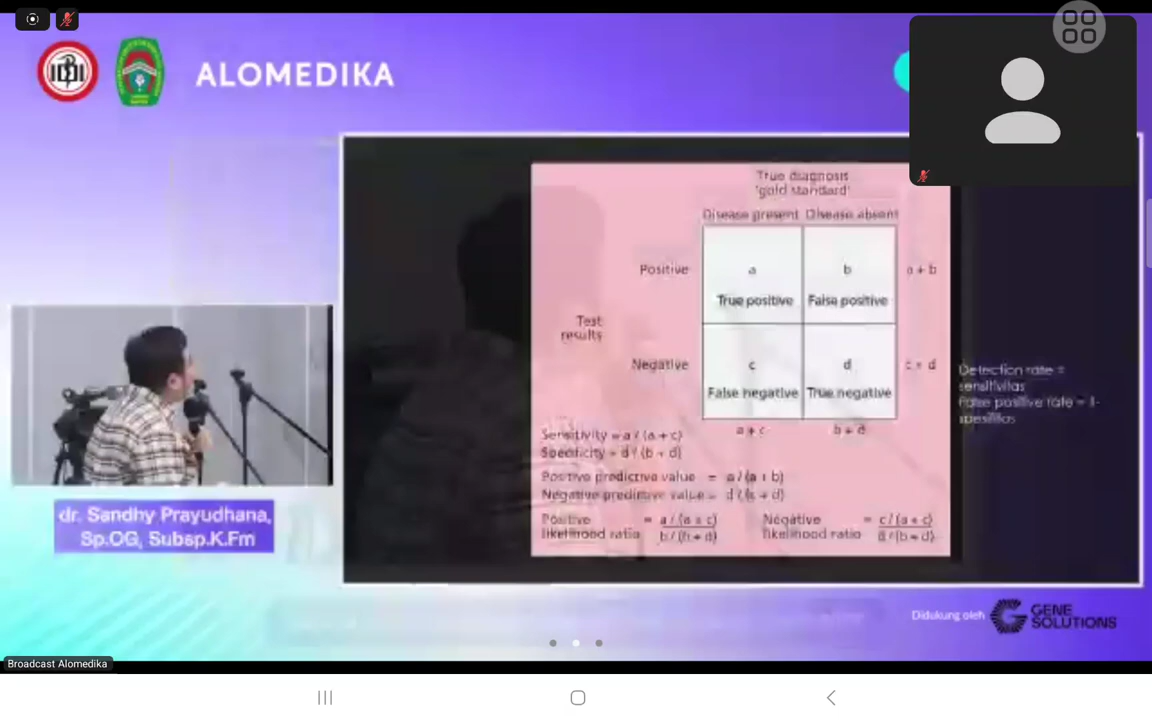 IDI
ALOMEDIKA
True diagnosis
'gold standard'
Disease present Disease absent
Positive
a
b
a + b
True positive
False positive
Test
results
Negative
c
d
c + d
False negative
True negative
a + c
b + d
Sensitivity = a / (a + c)
Specificity = d / (b + d)
Positive predictive value = a / (a + b)
Negative predictive value = d / (c + d)
Positive
likelihood ratio
= a / (a + c)
b / (b + d)
Negative
likelihood ratio
= c / (a + c)
d / (b + d)
Detection rate =
sensitivitas
False positive rate = 1-
spesifitas
dr. Sandhy Prayudhana,
Sp.OG, Subsp.K.Fm
Didukung oleh
GENE
SOLUTIONS
Broadcast Alomedika